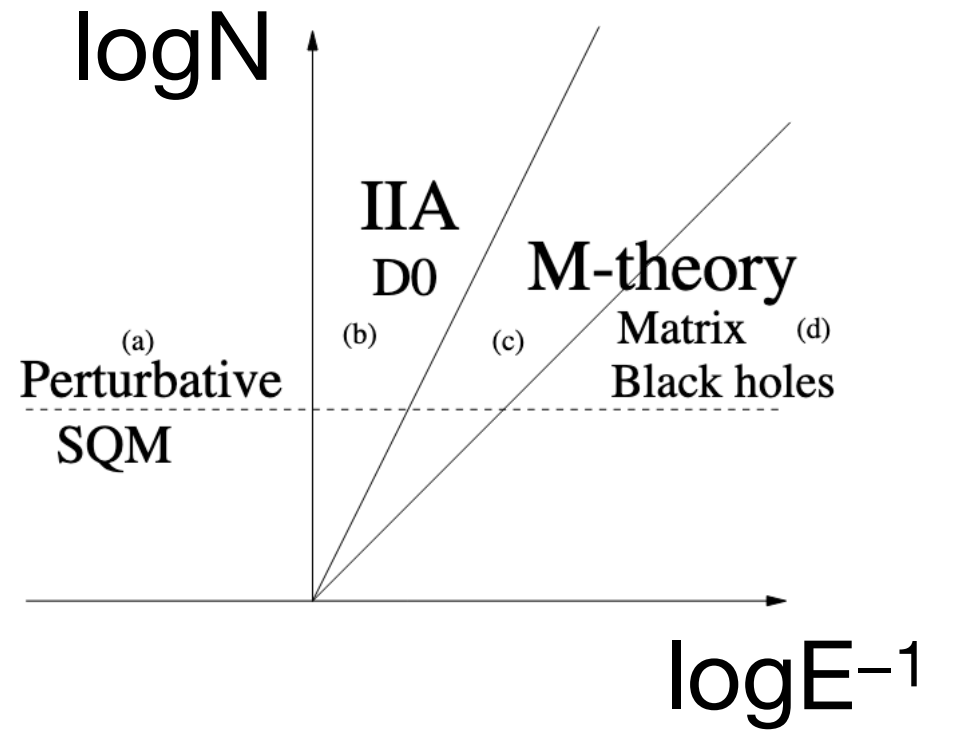 logN
IIA
D0
M-theory
(a)
(b)
(c)
Matrix (d)
Perturbative
Black holes
SQM
logE⁻¹